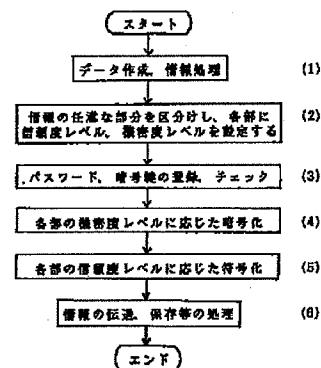 スタート
データ作成、情報処理 (1)
情報の任意な部分を区分けし、各部に (2)
信頼度レベル、機密度レベルを設定する
パスワード、暗号鍵の登録、チェック (3)
各部の機密度レベルに応じた暗号化 (4)
各部の信頼度レベルに応じた符号化 (5)
情報の伝送、保存等の処理 (6)
エンド